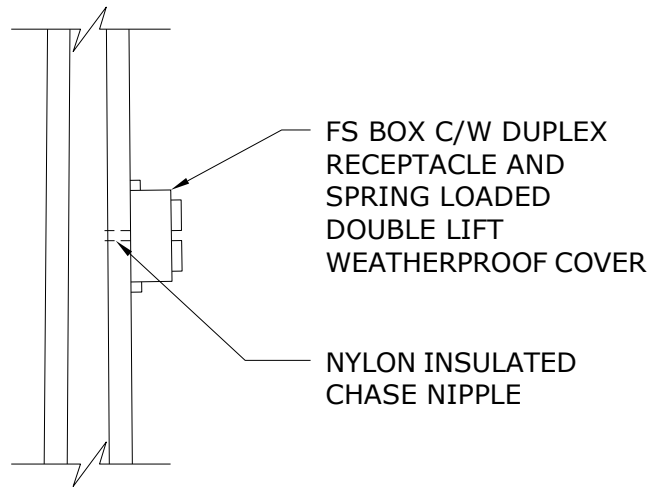 FS BOX C/W DUPLEX
RECEPTACLE AND
SPRING LOADED
DOUBLE LIFT
WEATHERPROOF COVER
NYLON INSULATED
CHASE NIPPLE